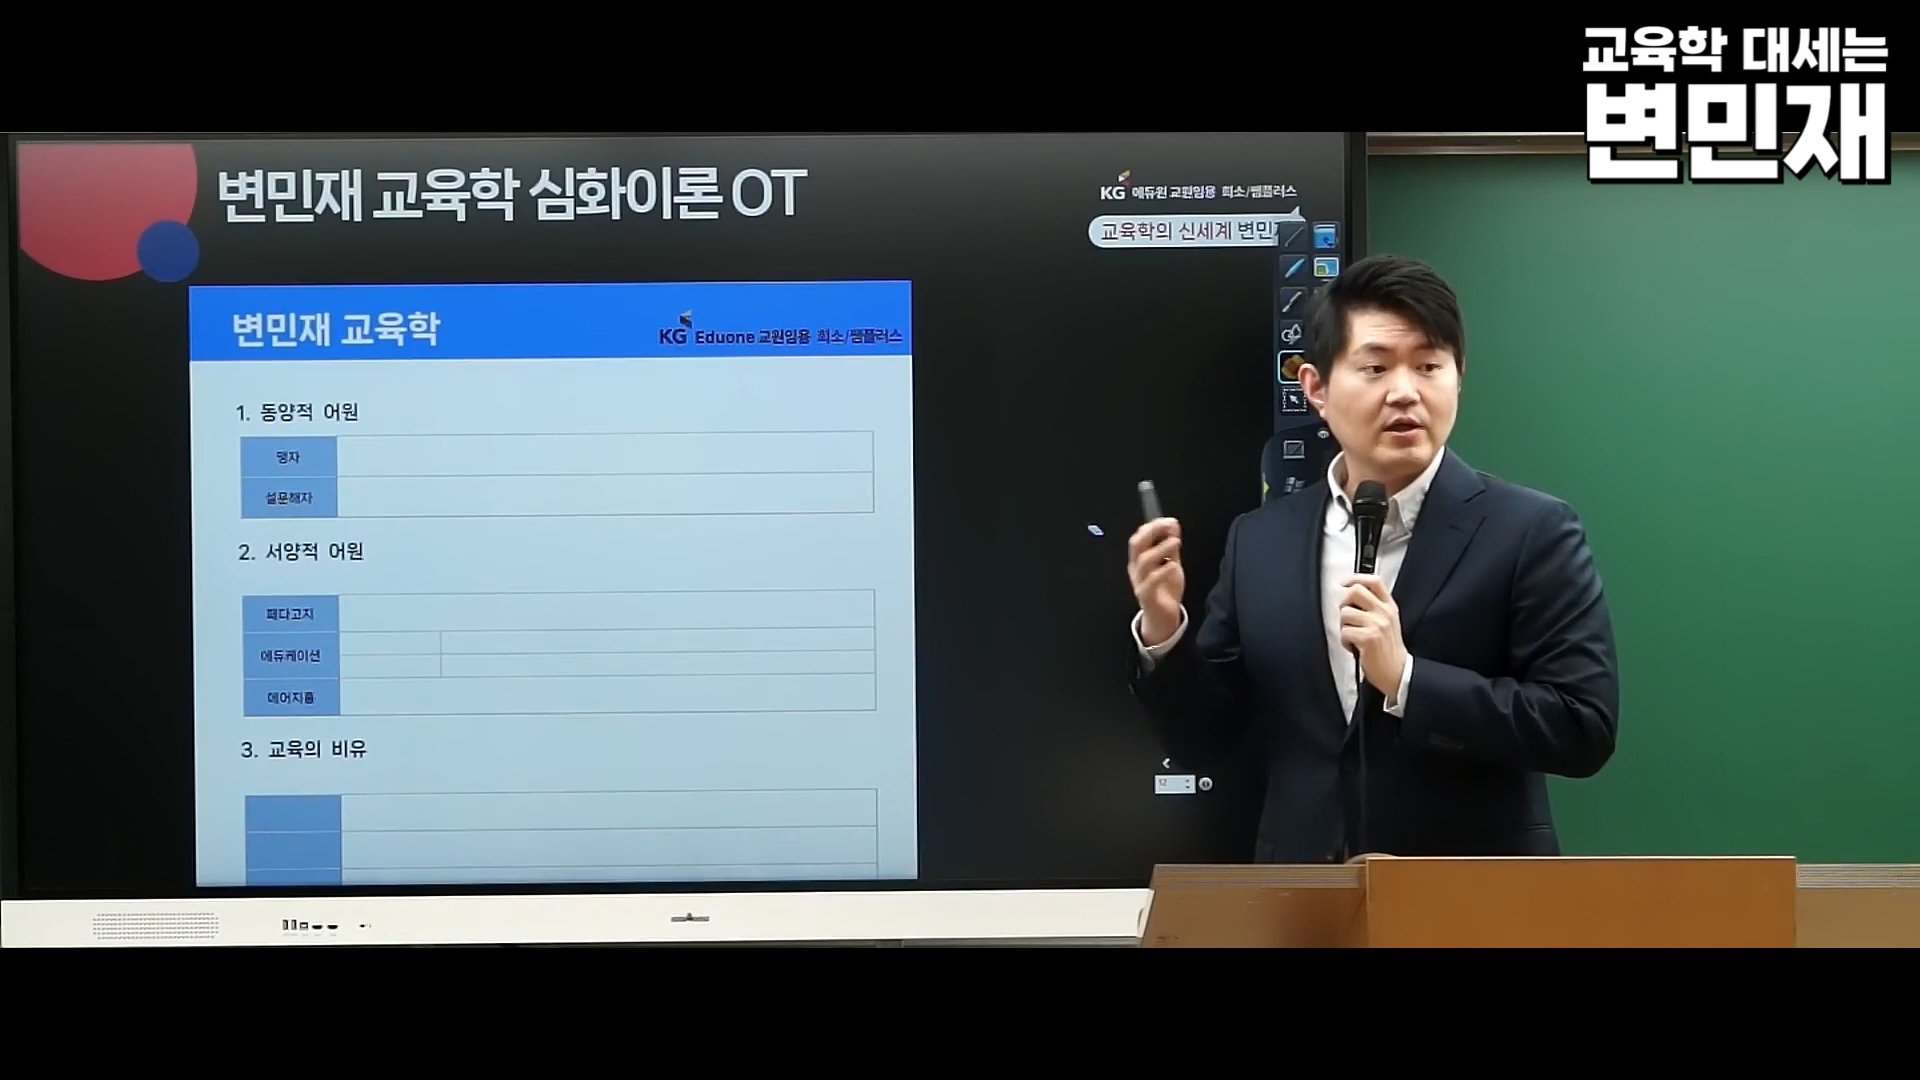 교육학 대세는
변민재
변민재 교육학 심화이론 OT
KG 에듀원 교원임용 희소/쌤플러스
교육학의 신세계 변민재
변민재 교육학
KG Eduone 교원임용 희소/쌤플러스
1. 동양적 어원
맹자
설문해자
2. 서양적 어원
페다고지
에듀케이션
에어지흥
3. 교육의 비유
12